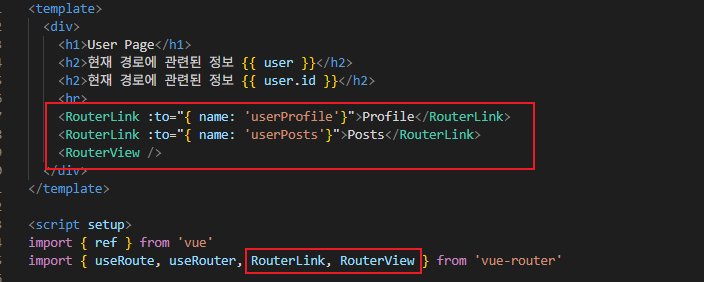 <template>
<div>
<h1>User Page</h1>
<h2>현재 경로에 관련된 정보 {{ user }}</h2>
<h2>현재 경로에 관련된 정보 {{ user.id }}</h2>
<hr>
<RouterLink :to="{ name: 'userProfile'}">Profile</RouterLink>
<RouterLink :to="{ name: 'userPosts'}">Posts</RouterLink>
<RouterView />
</div>
</template>
<script setup>
import { ref } from 'vue'
import { useRoute, useRouter, RouterLink, RouterView } from 'vue-router'